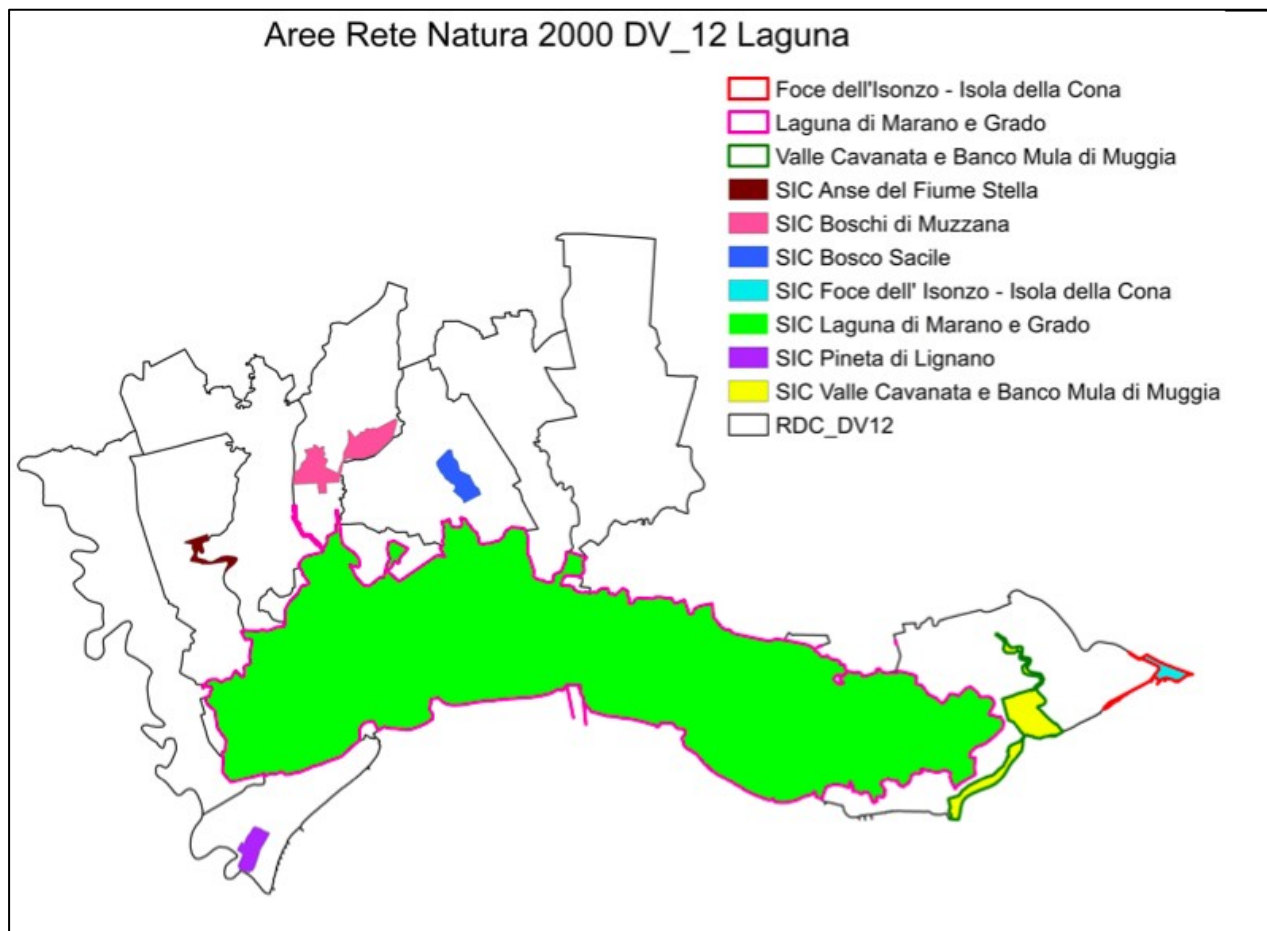 Aree Rete Natura 2000 DV_12 Laguna
Foce dell'Isonzo - Isola della Cona
Laguna di Marano e Grado
Valle Cavanata e Banco Mula di Muggia
SIC Anse del Fiume Stella
SIC Boschi di Muzzana
SIC Bosco Sacile
SIC Foce dell' Isonzo - Isola della Cona
SIC Laguna di Marano e Grado
SIC Pineta di Lignano
SIC Valle Cavanata e Banco Mula di Muggia
RDC_DV12